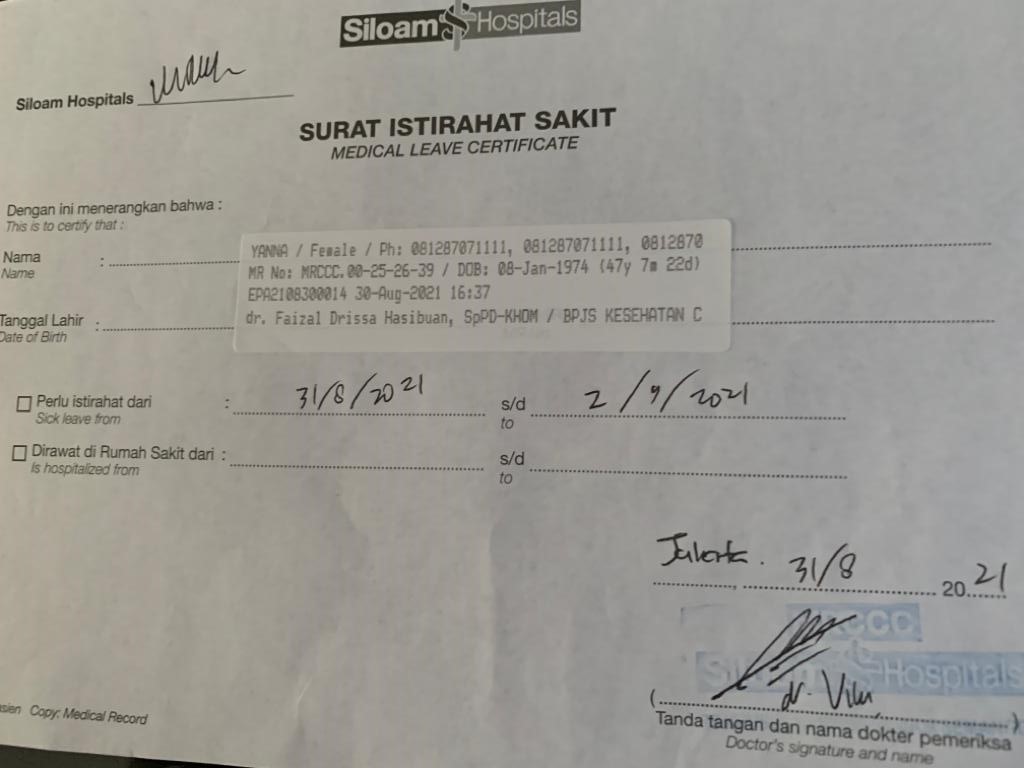 Siloam Hospitals
Siloam Hospitals
SURAT ISTIRAHAT SAKIT
MEDICAL LEAVE CERTIFICATE
Dengan ini menerangkan bahwa :
This is to certify that :
Nama :
Name
YANNA / Female / Ph: 081287071111, 081287071111, 0812870
MR No: MRCCC.00-25-26-39 / DOB: 08-Jan-1974 (47y 7m 22d)
EPA2108300014 30-Aug-2021 16:37
dr. Faizal Drissa Hasibuan, SpPD-KHOM / BPJS KESEHATAN C
Tanggal Lahir :
Date of Birth
Perlu istirahat dari : 31/8/2021 s/d 2/9/2021
Sick leave from to
Dirawat di Rumah Sakit dari : s/d
Is hospitalized from to
Jakarta. , 31/8 2021
Siloam Hospitals
( dr. )
Tanda tangan dan nama dokter pemeriksa
Doctor's signature and name
Copy: Medical Record